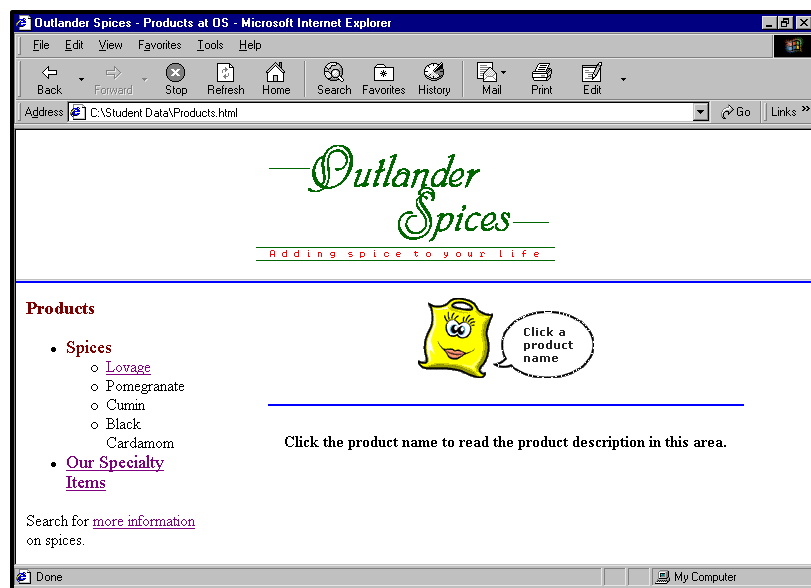 Outlander Spices - Products at OS - Microsoft Internet Explorer
File Edit View Favorites Tools Help
Back Forward Stop Refresh Home Search Favorites History Mail Print Edit
Address C:\Student Data\Products.html Go Links »
Outlander
Spices
Adding spice to your life
Products
Spices
Lovage
Pomegranate
Cumin
Black
Cardamom
Our Specialty
Items
Search for more information
on spices.
Click a
product
name
Click the product name to read the product description in this area.
Done My Computer